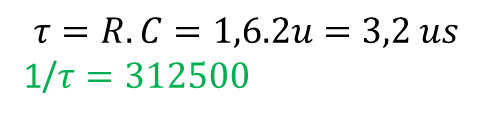 τ = R.C = 1,6.2u = 3,2 us
1/τ = 312500